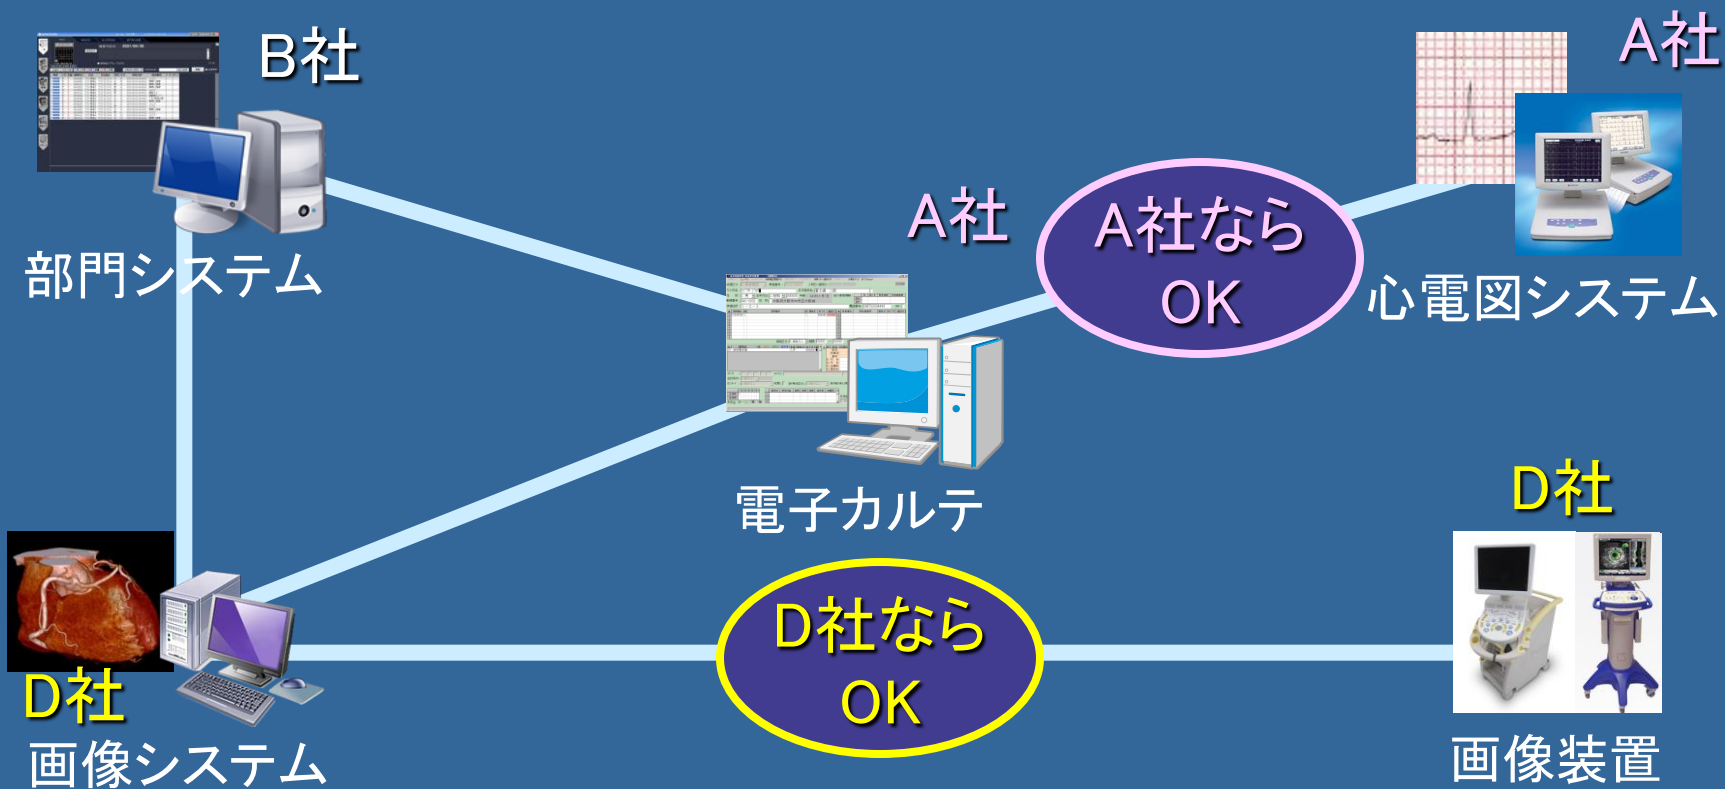 B社
A社
A社
A社なら
OK
部門システム
心電図システム
電子カルテ
D社
D社なら
OK
D社
画像システム
画像装置